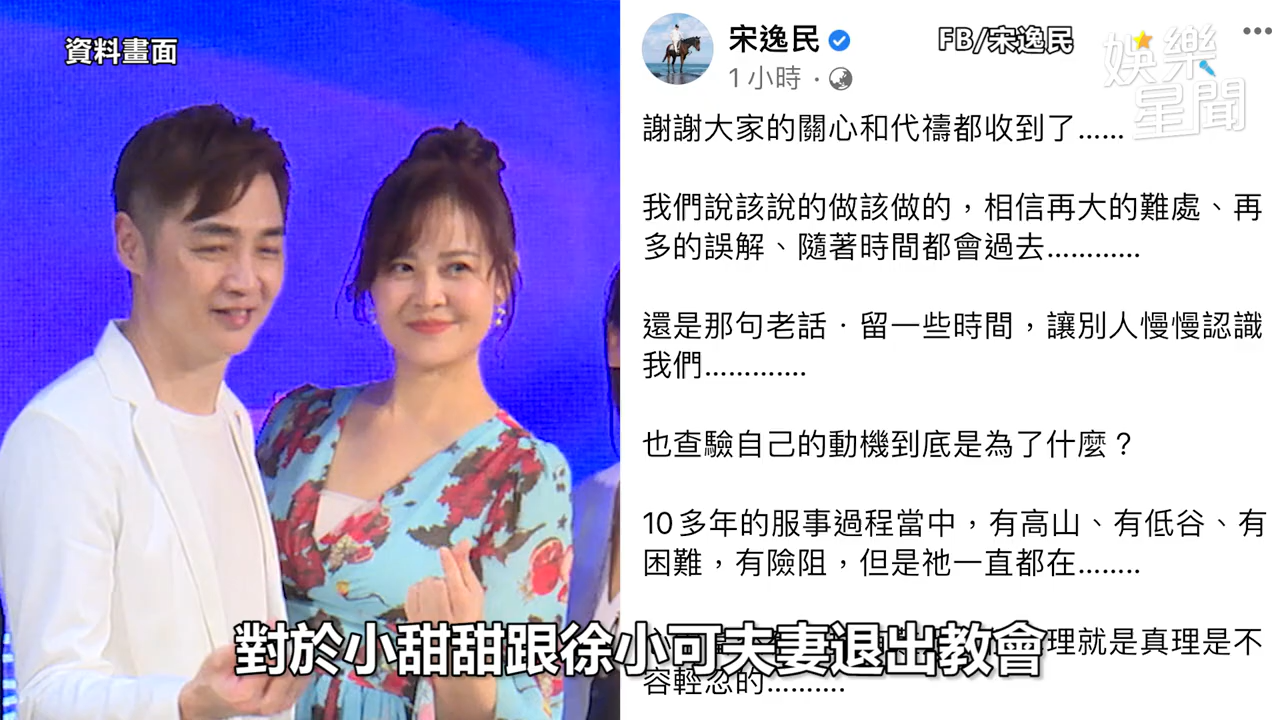 資料畫面
宋逸民
FB/宋逸民
1小時
娛樂
星聞
謝謝大家的關心和代禱都收到了......
我們說該說的做該做的，相信再大的難處、再
多的誤解、隨著時間都會過去............
還是那句老話．留一些時間，讓別人慢慢認識
我們.............
也查驗自己的動機到底是為了什麼？
10多年的服事過程當中，有高山、有低谷、有
困難，有險阻，但是祂一直都在........
理就是真理是不
容輕忽的..........
對於小甜甜跟徐小可夫妻退出教會